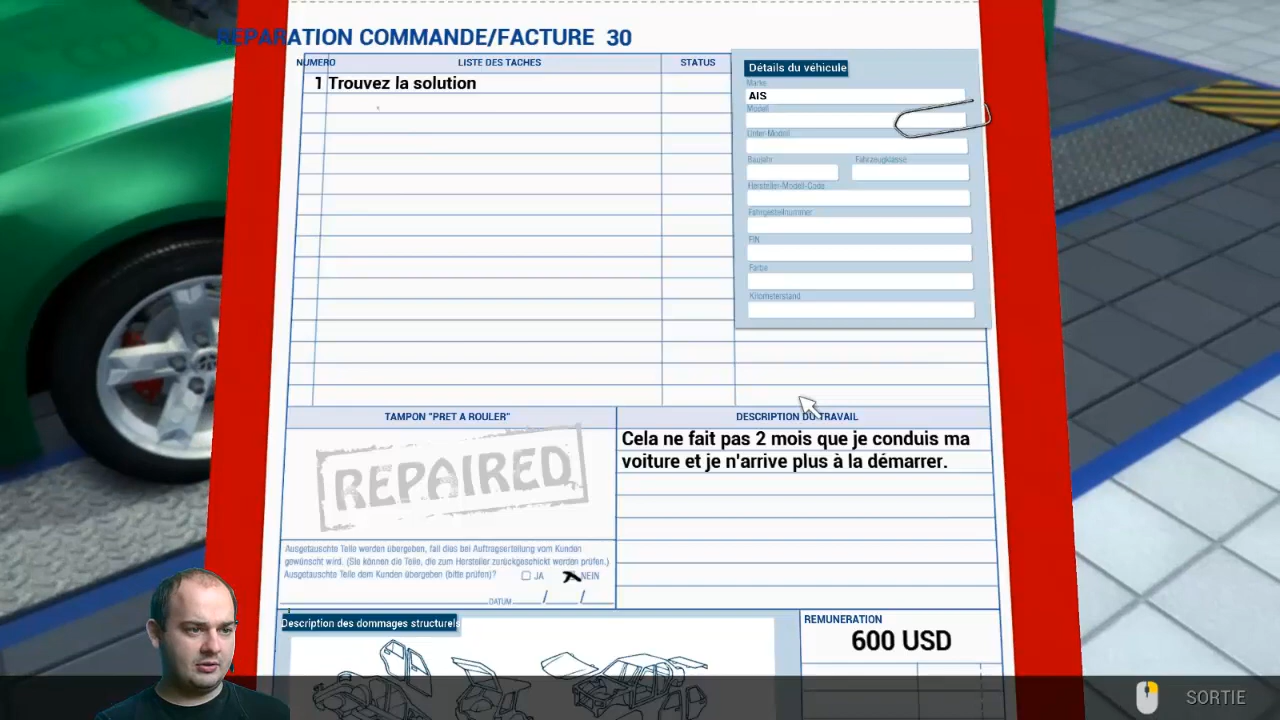 REPARATION COMMANDE/FACTURE 30
NUMERO LISTE DES TACHES STATUS
1 Trouvez la solution
Détails du véhicule
Marke
AIS
Modell
Unter-Modell
Baujahr Fahrzeugklasse
Hersteller-Modell-Code
Fahrgestellnummer
FIN
Farbe
Kilometerstand
TAMPON "PRET A ROULER"
REPAIRED
DESCRIPTION DU TRAVAIL
Cela ne fait pas 2 mois que je conduis ma
voiture et je n'arrive plus à la démarrer.
Ausgetauschte Teile werden übergeben, fall dies bei Auftragserteilung vom Kunden
gewünscht wird. (Sie können die Teile, die zum Hersteller zurückgeschickt werden prüfen.)
Ausgetauschte Teile dem Kunden übergeben (bitte prüfen)? JA NEIN
DATUM / /
Description des dommages structurels
REMUNERATION
600 USD
SORTIE